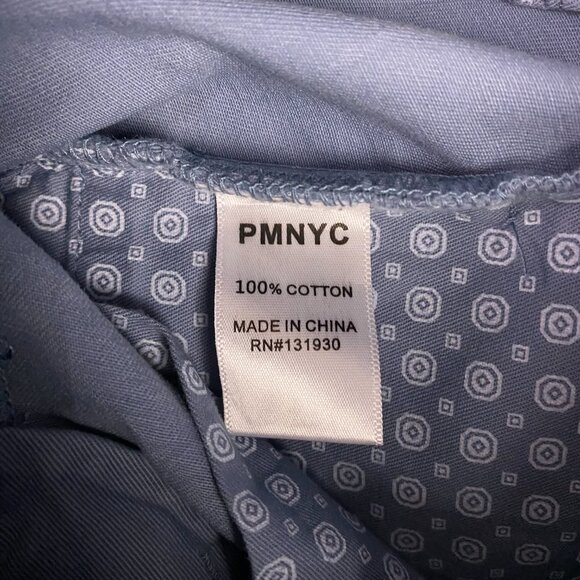 PMNYC
100% COTTON
MADE IN CHINA
RN#131930